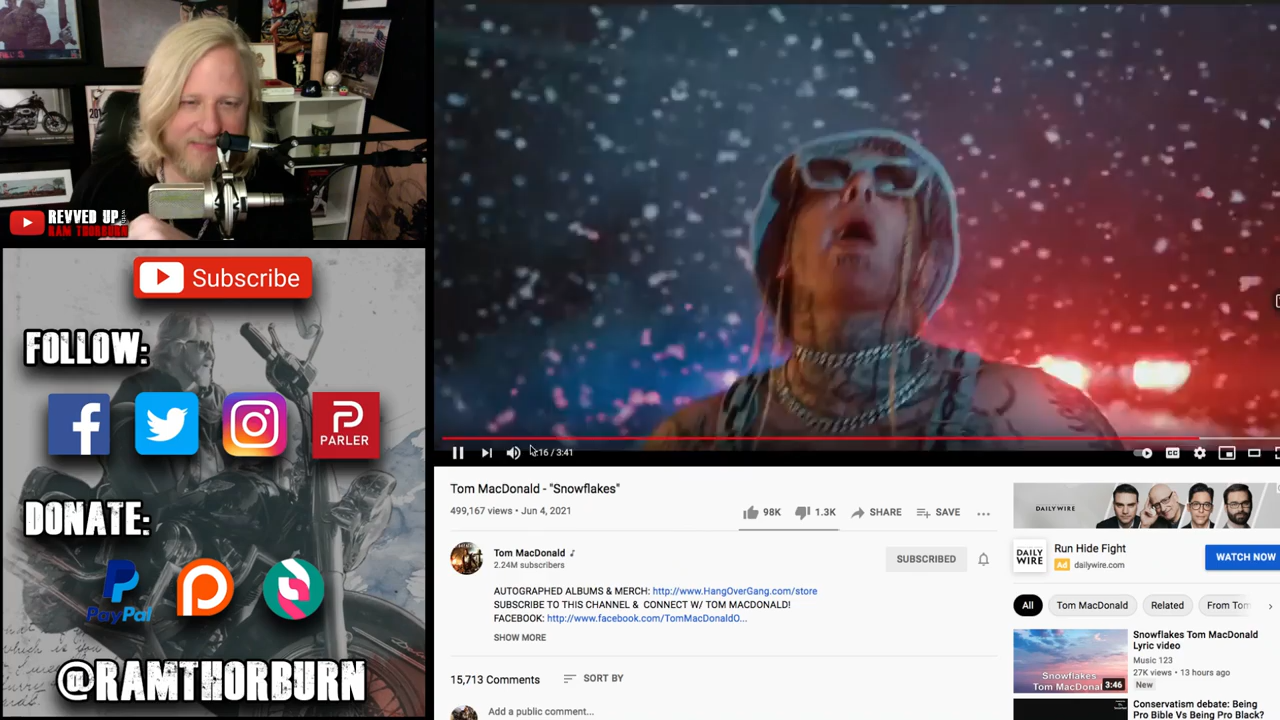 REVVED UP
RAM THORBURN
Subscribe
FOLLOW:
PARLER
DONATE:
PayPal
@RAMTHORBURN
:16 / 3:41
CC
Tom MacDonald - "Snowflakes"
499,167 views • Jun 4, 2021
98K
1.3K
SHARE
SAVE
Tom MacDonald
2.24M subscribers
SUBSCRIBED
AUTOGRAPHED ALBUMS & MERCH: http://www.HangOverGang.com/store
SUBSCRIBE TO THIS CHANNEL & CONNECT W/ TOM MACDONALD!
FACEBOOK: http://www.facebook.com/TomMacDonaldO...
SHOW MORE
15,713 Comments
SORT BY
Add a public comment...
DAILYWIRE
DAILY
WIRE
Run Hide Fight
Ad dailywire.com
WATCH NOW
All
Tom MacDonald
Related
From Tom
Snowflakes
Tom MacDonald
3:46
Snowflakes Tom MacDonald
Lyric video
Music 123
27K views • 13 hours ago
New
Conservatism debate: Being
Pro Bible Vs Being Pro Black?